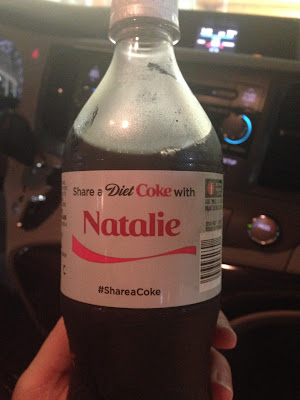 Share a Diet Coke with
Natalie
#ShareaCoke